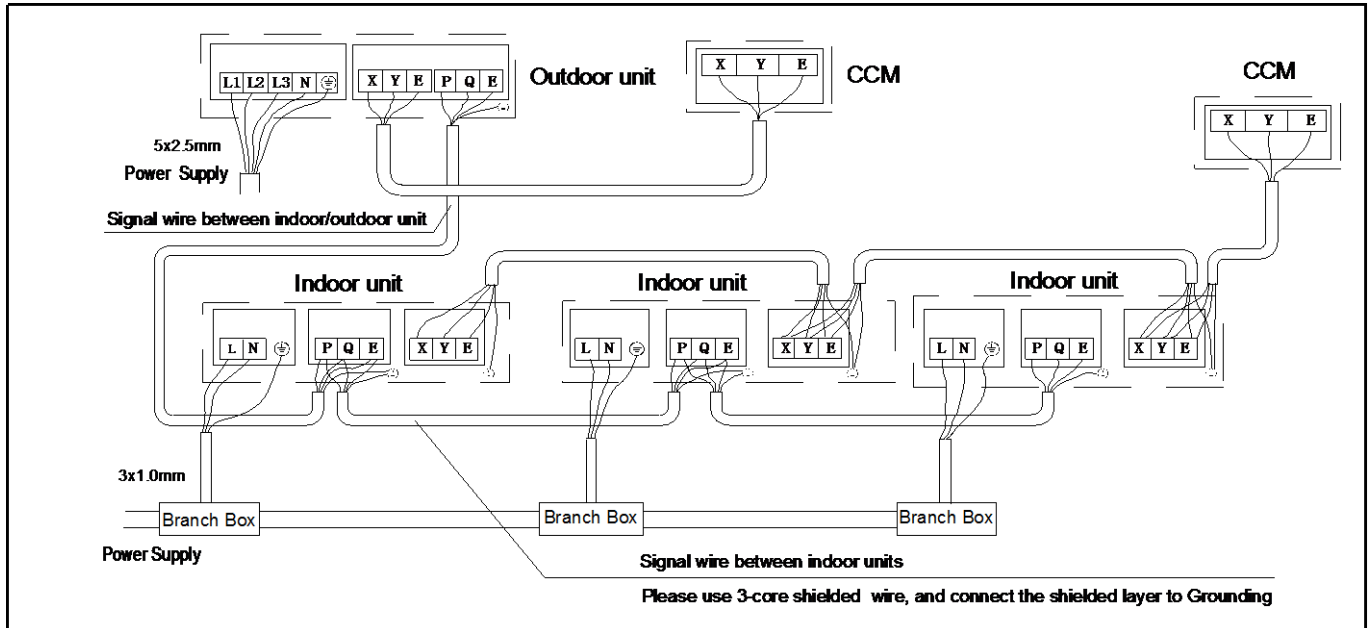 Outdoor unit
CCM
CCM
L1 L2 L3 N
X Y E
P Q E
X Y E
X Y E
5x2.5mm
Power Supply
Signal wire between indoor/outdoor unit
Indoor unit
Indoor unit
Indoor unit
L N
P Q E
X Y E
L N
P Q E
X Y E
L N
P Q E
X Y E
3x1.0mm
Branch Box
Branch Box
Branch Box
Power Supply
Signal wire between indoor units
Please use 3-core shielded wire, and connect the shielded layer to Grounding